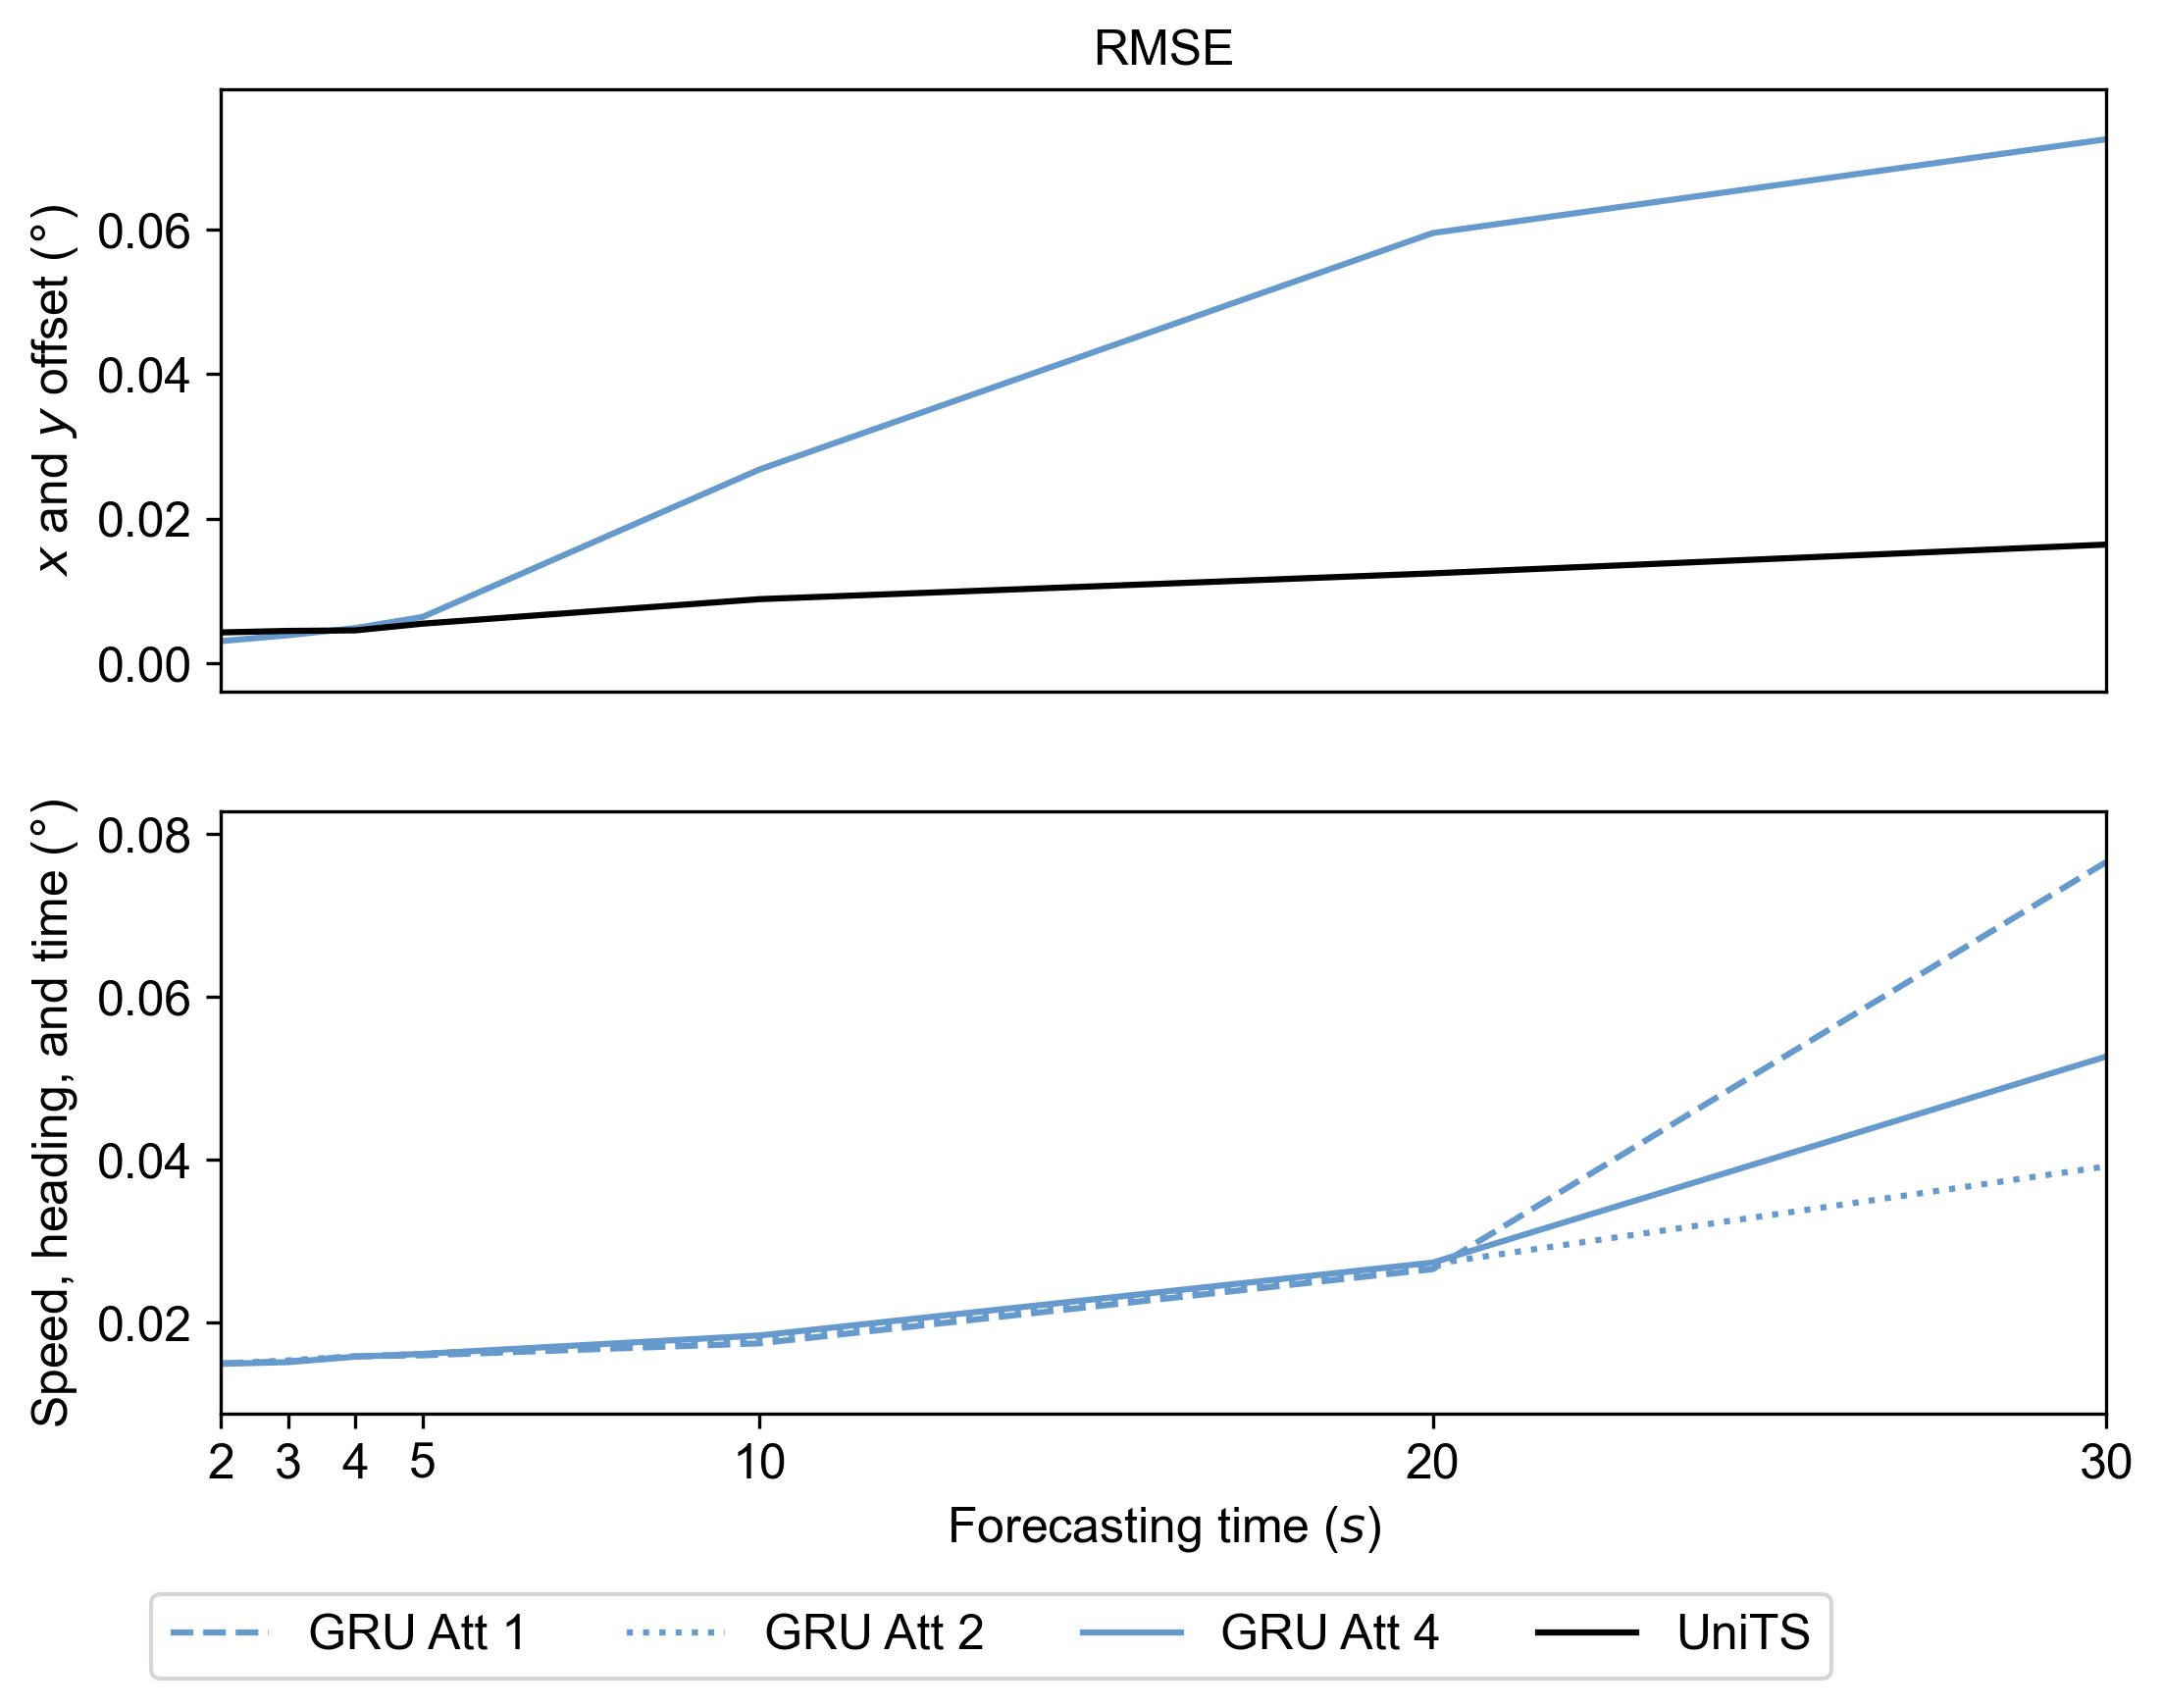 RMSE
x and y offset (°)
0.06
0.04
0.02
0.00
Speed, heading, and time (°)
0.08
0.06
0.04
0.02
2 3 4 5 10 20 30
Forecasting time (s)
GRU Att 1 GRU Att 2 GRU Att 4 UniTS